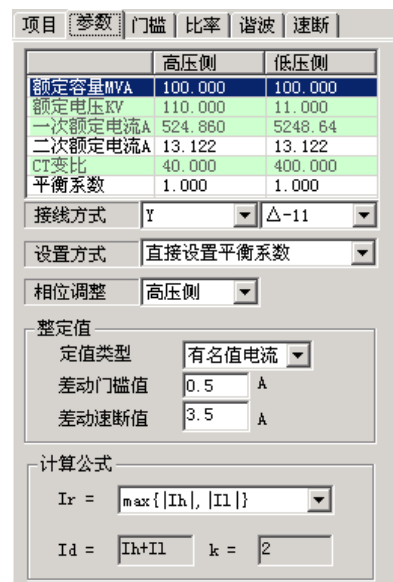 项目 参数 门槛 比率 谐波 速断
高压侧 低压侧
额定容量MVA 100.000 100.000
额定电压KV 110.000 11.000
一次额定电流A 524.860 5248.64
二次额定电流A 13.122 13.122
CT变比 40.000 400.000
平衡系数 1.000 1.000
接线方式 Y △-11
设置方式 直接设置平衡系数
相位调整 高压侧
整定值
定值类型 有名值电流
差动门槛值 0.5 A
差动速断值 3.5 A
计算公式
Ir = max{|Ih|, |Il|}
Id = Ih+Il k = 2